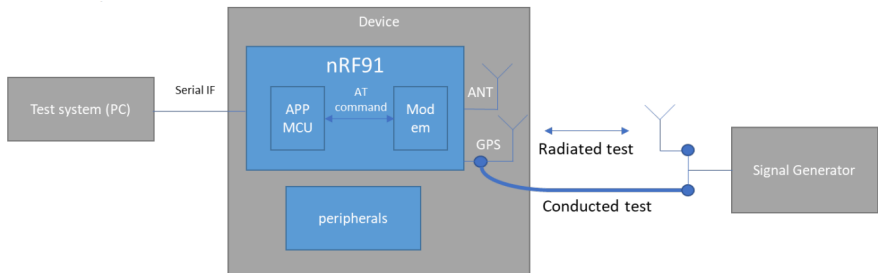 Device
nRF91
Serial IF
AT
command
ANT
Test system (PC)
APP
MCU
Mod
em
GPS
Radiated test
Signal Generator
Conducted test
peripherals